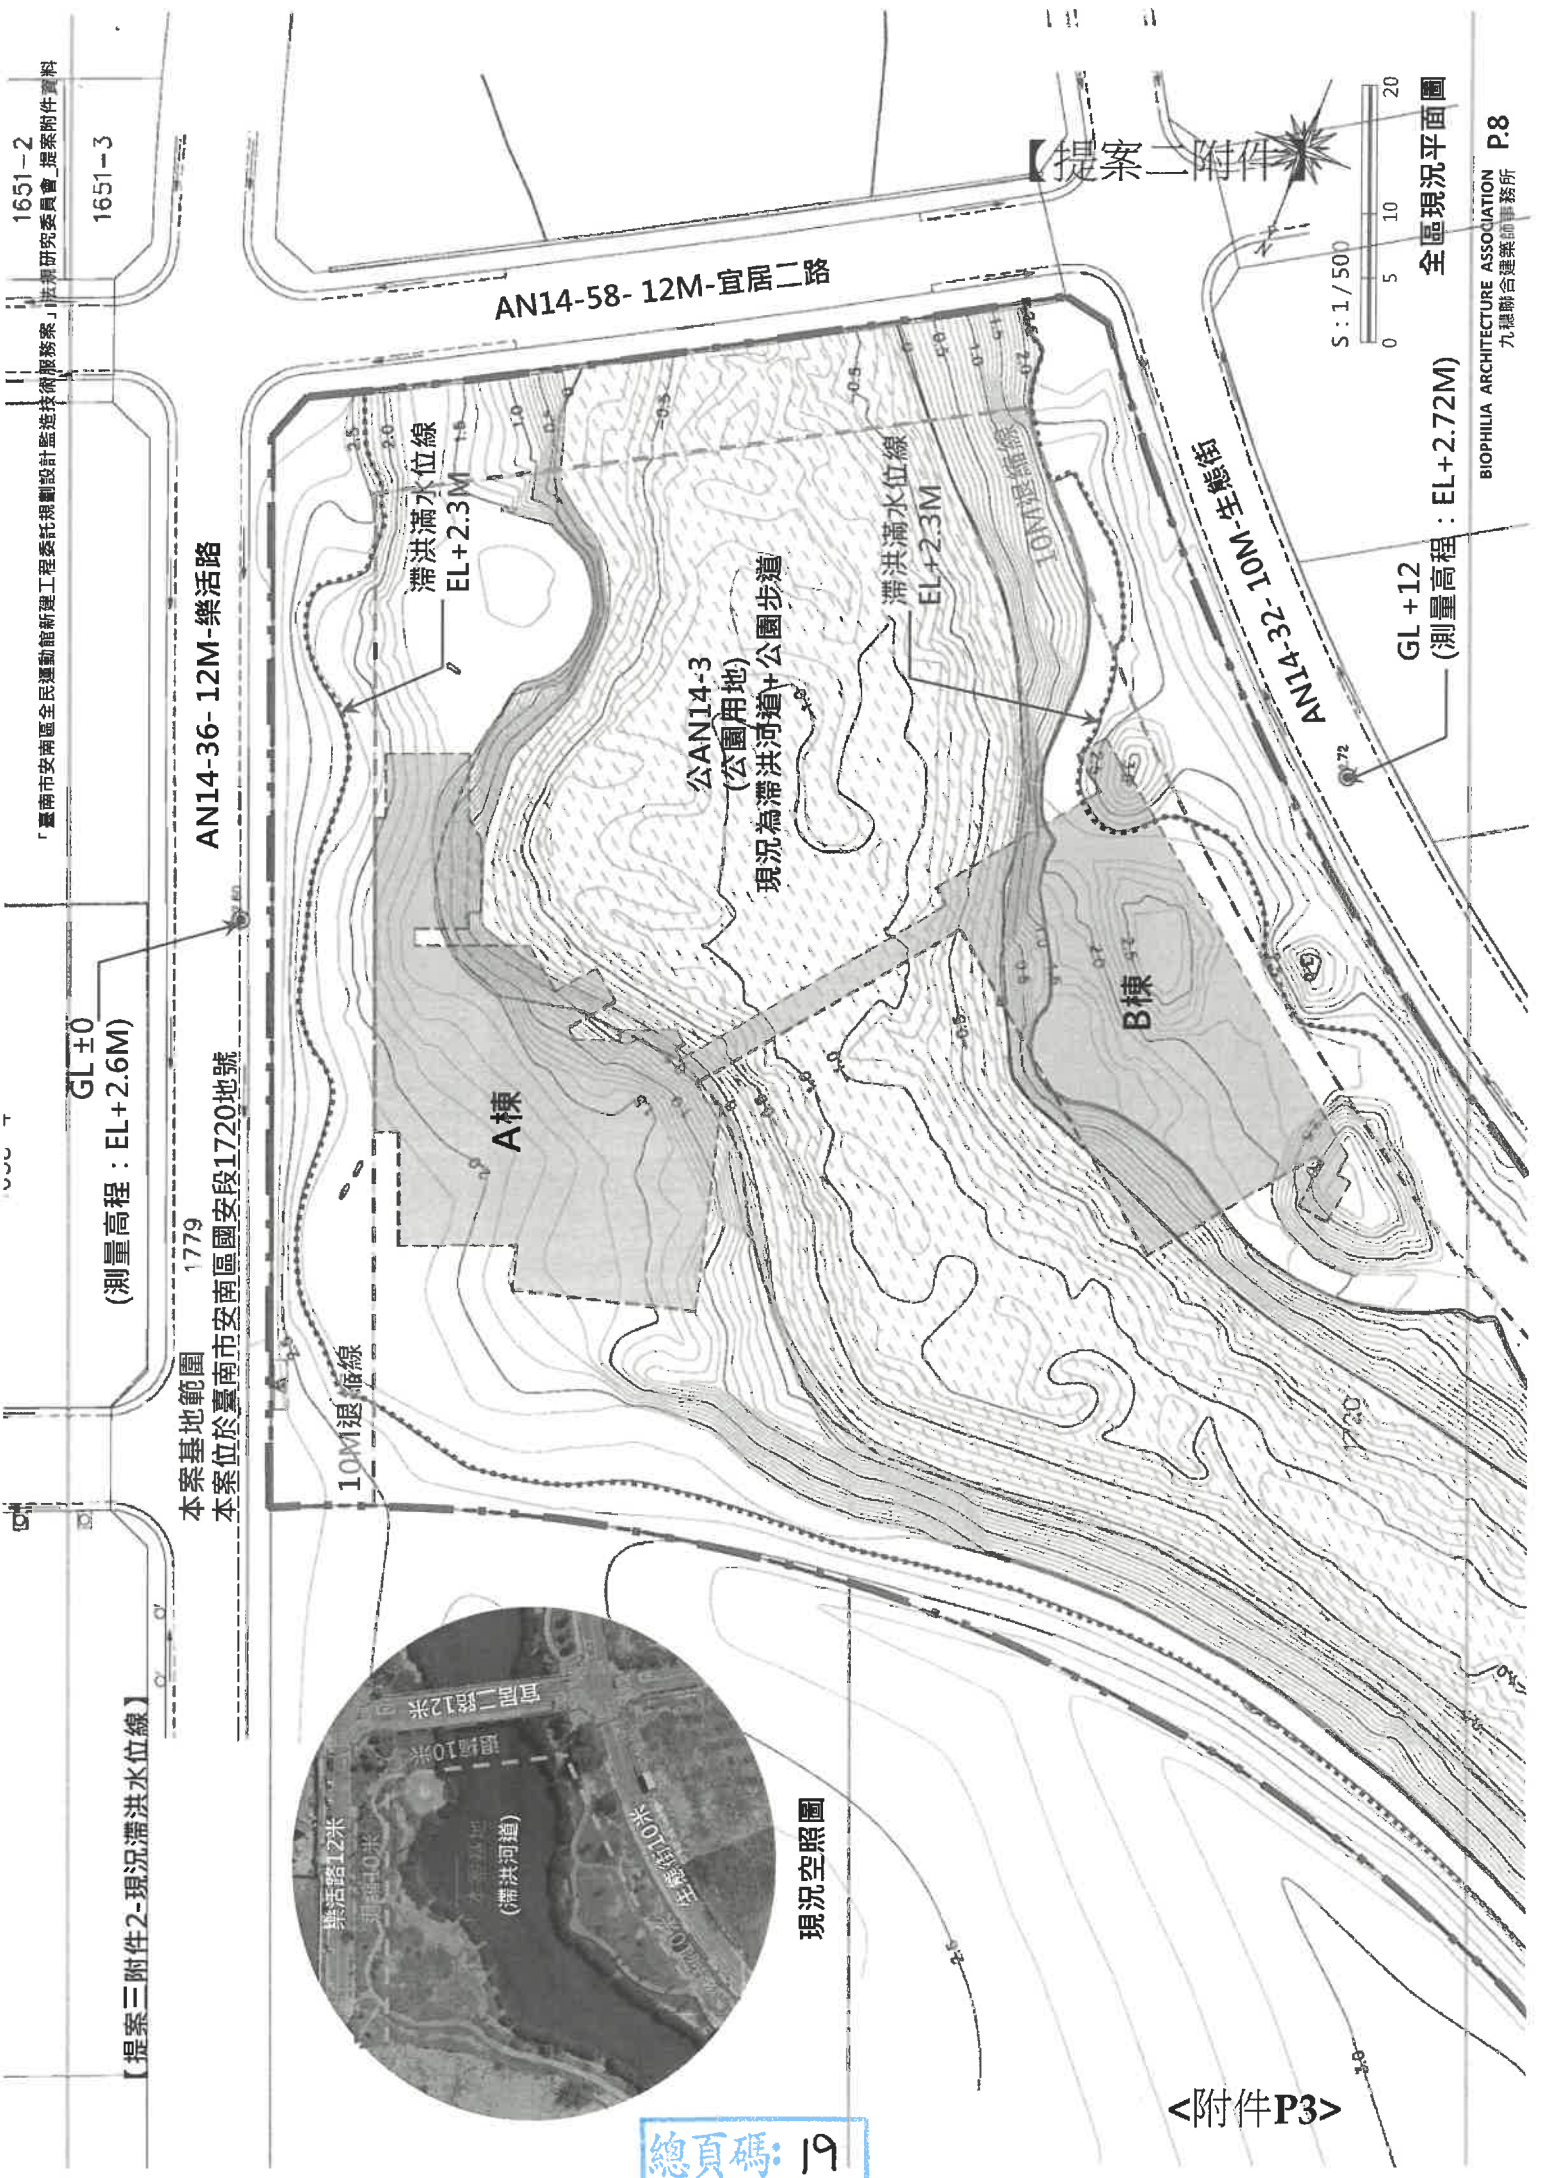 「臺南市安南區全民運動館新建工程委託規劃設計監造技術服務案」法規研究委員會_提案附件資料
【提案三附件2-現況滯洪水位線】
【提案二附件】
1651-2
1651-3
GL ±0
(測量高程：EL+2.6M)
1779
本案基地範圍
本案位於臺南市安南區國安段1720地號
AN14-36- 12M-樂活路
AN14-58- 12M-宜居二路
AN14-32- 10M-生態街
10M退縮線
滯洪滿水位線
EL+2.3M
公AN14-3
(公園用地)
現況為滯洪河道+公園步道
滯洪滿水位線
EL+2.3M
10M退縮線
A棟
B棟
1720
GL +12
(測量高程：EL+2.72M)
樂活路12米
退縮10米
宜居二路12米
退縮10米
(滯洪河道)
生態街10米
現況空照圖
S : 1 / 500
0 5 10 20
全區現況平面圖
BIOPHILIA ARCHITECTURE ASSOCIATION
九穗聯合建築師事務所
P.8
<附件P3>
總頁碼: 19